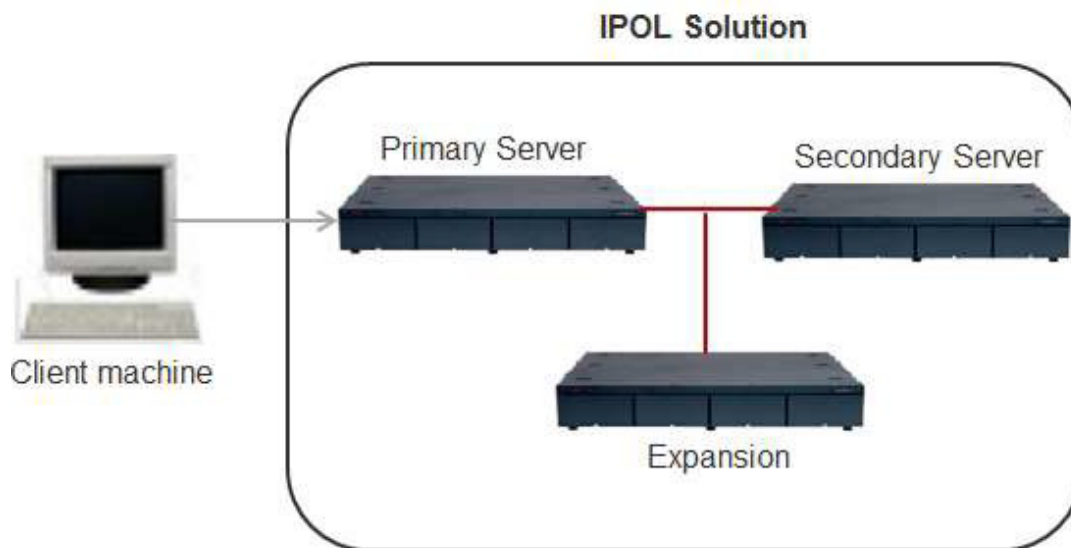 IPOL Solution
Primary Server
Secondary Server
Client machine
Expansion